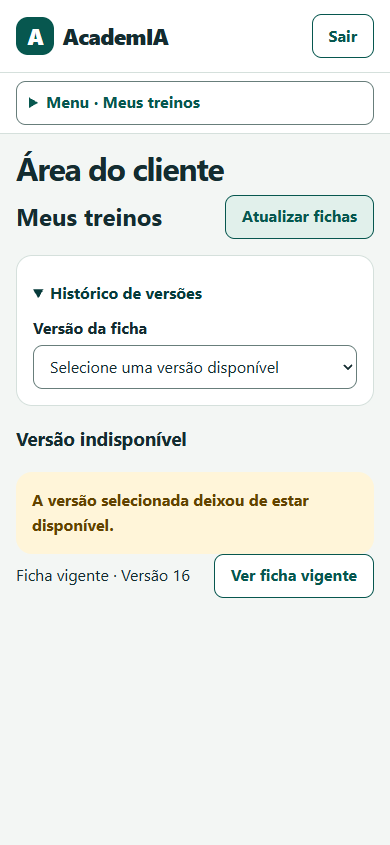 A AcademIA
Sair
Menu · Meus treinos
Área do cliente
Meus treinos
Atualizar fichas
Histórico de versões
Versão da ficha
Selecione uma versão disponível
Versão indisponível
A versão selecionada deixou de estar
disponível.
Ficha vigente · Versão 16
Ver ficha vigente